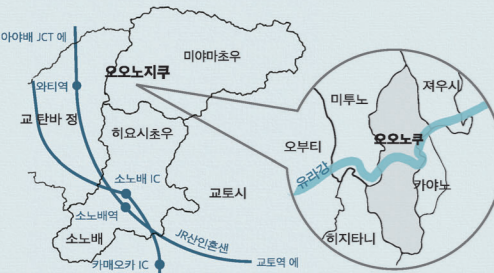 아야배 JCT 에
미야마초우
오오노지쿠
와티역
교 탄바 정
히요시초우
소노배 IC
소노배역
소노배
교토시
JR산인혼샌
카매오카 IC
교토역 에
미투노
져우시
오부티
오오노쿠
유라강
카야노
히지타니